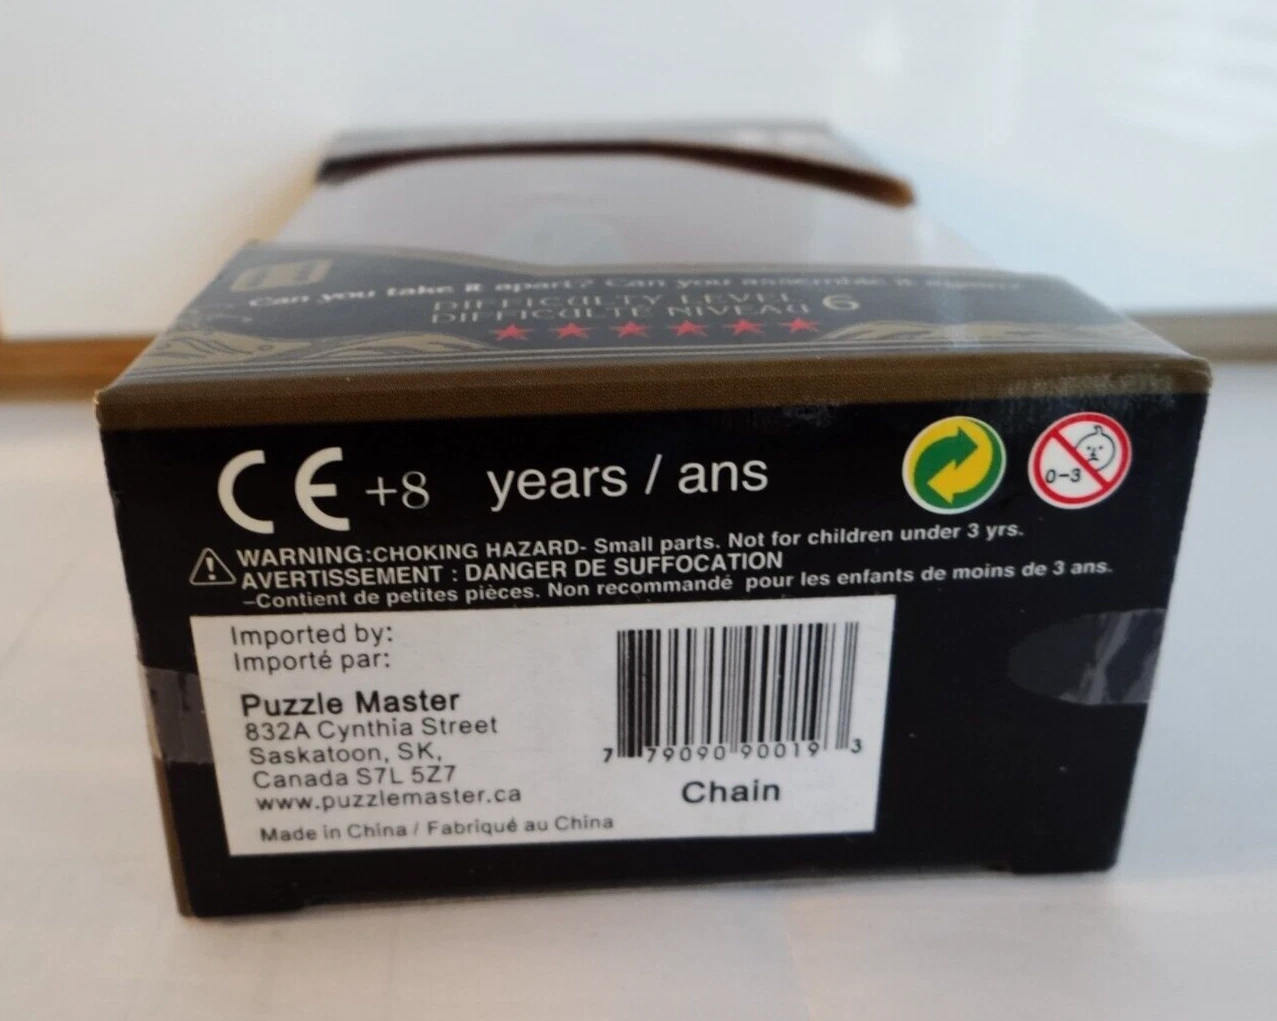 Can you take it apart? Can you assemble it again?
DIFFICULTY LEVEL
DIFFICULTÉ NIVEAU 6
CE +8 years / ans
0-3
WARNING:CHOKING HAZARD- Small parts. Not for children under 3 yrs.
AVERTISSEMENT : DANGER DE SUFFOCATION
–Contient de petites pièces. Non recommandé pour les enfants de moins de 3 ans.
Imported by:
Importé par:
Puzzle Master
832A Cynthia Street
Saskatoon, SK,
Canada S7L 5Z7
www.puzzlemaster.ca
Made in China / Fabriqué au China
7 79090 90019 3
Chain